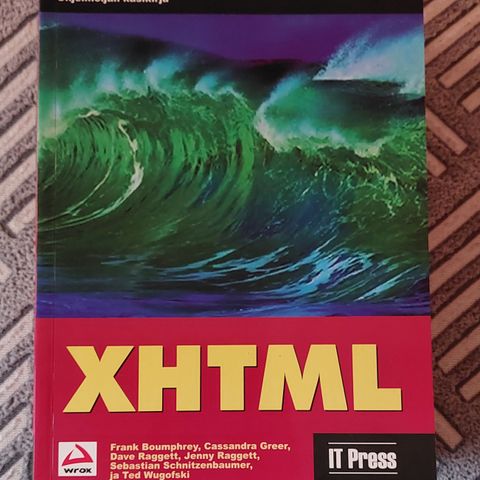 Ohjelmoijan käsikirja
XHTML
Frank Boumphrey, Cassandra Greer,
Dave Raggett, Jenny Raggett,
Sebastian Schnitzenbaumer,
ja Ted Wugofski
wrox
IT Press